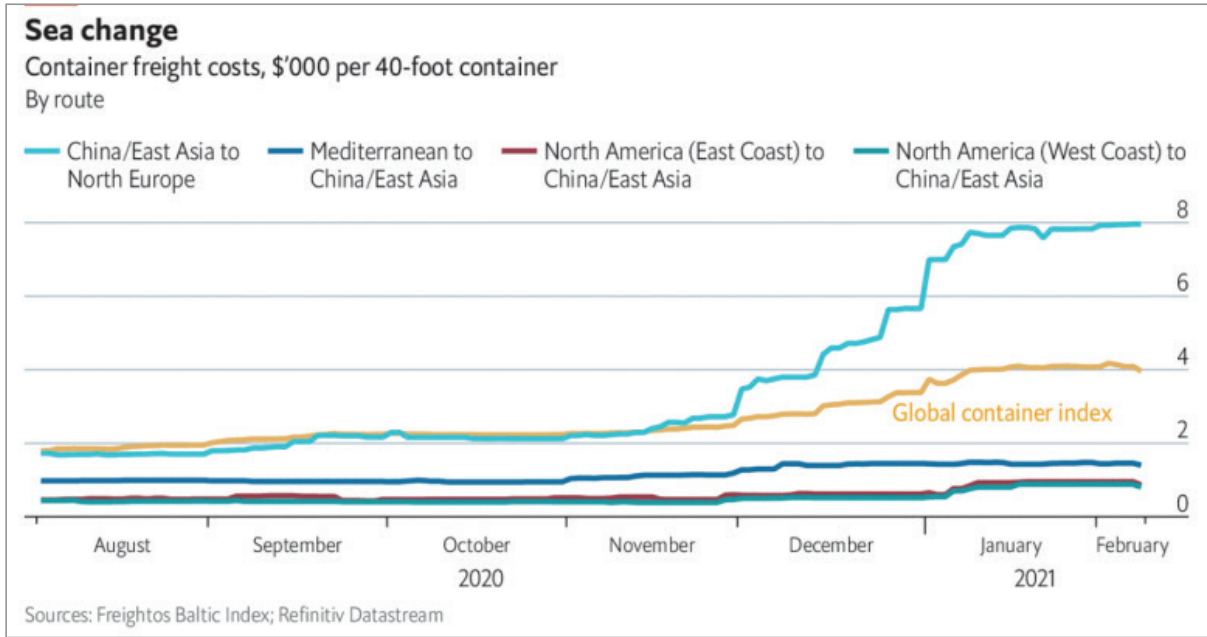 Sea change
Container freight costs, $'000 per 40-foot container
By route
China/East Asia to
North Europe
Mediterranean to
China/East Asia
North America (East Coast) to
China/East Asia
North America (West Coast) to
China/East Asia
8
6
4
Global container index
2
0
August
September
October
November
December
January
February
2020
2021
Sources: Freightos Baltic Index; Refinitiv Datastream